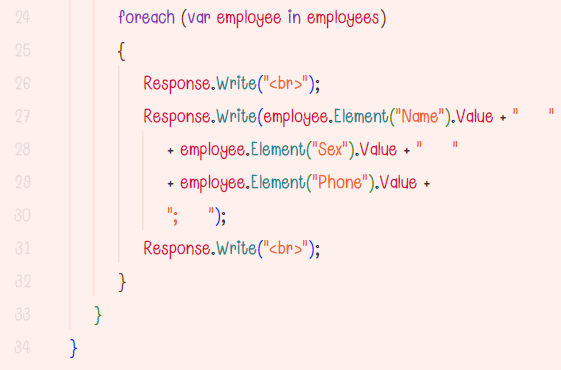 24 foreach (var employee in employees)
25 {
26 Response.Write("<br>");
27 Response.Write(employee.Element("Name").Value + "    "
28 + employee.Element("Sex").Value + "    "
29 + employee.Element("Phone").Value +
30 ";    ");
31 Response.Write("<br>");
32 }
33 }
34 }